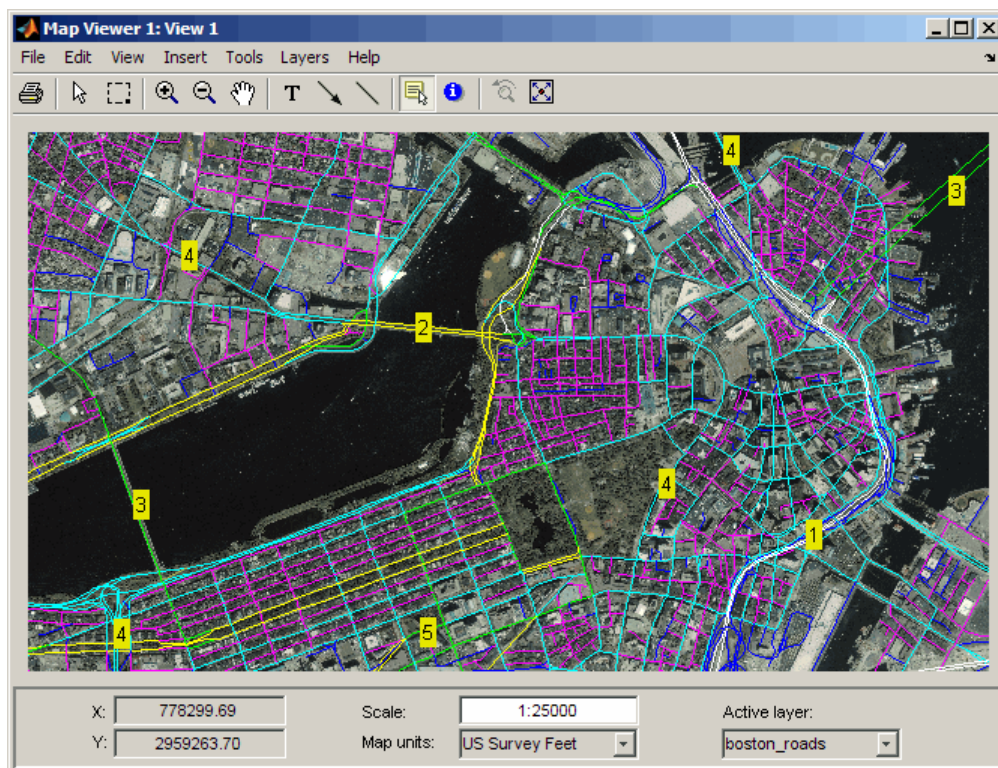 Map Viewer 1: View 1
File Edit View Insert Tools Layers Help
T
4
3
4
2
3
4
1
4
5
X: 778299.69 Scale: 1:25000 Active layer:
Y: 2959263.70 Map units: US Survey Feet boston_roads